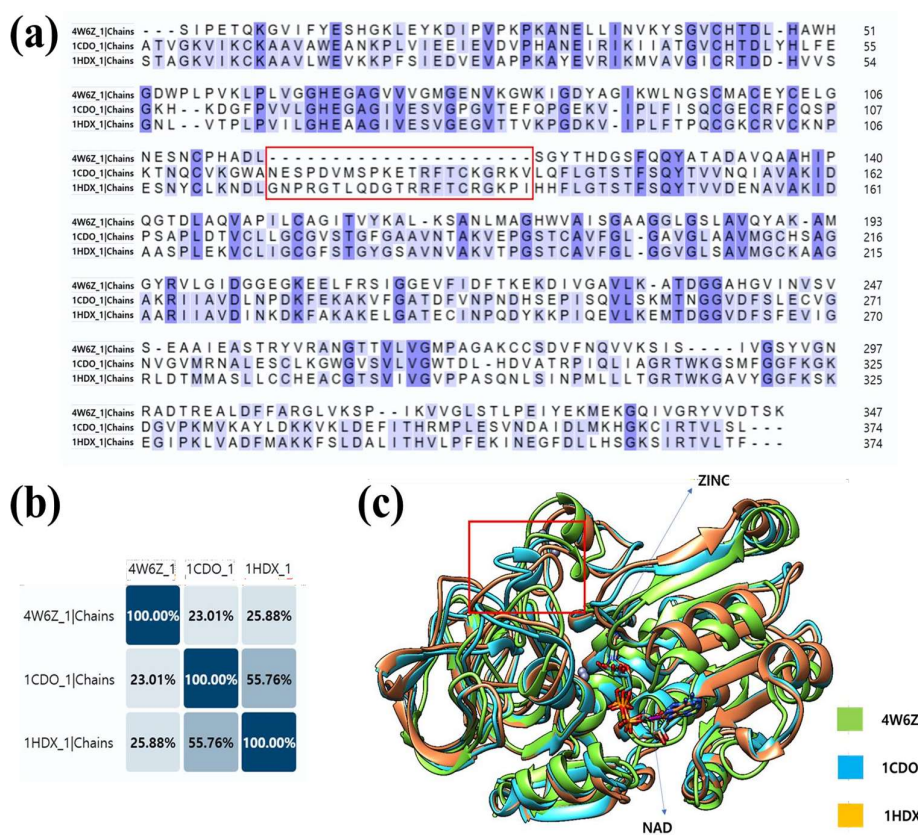 (a)
4W6Z_1|Chains - - - S I P E T Q K G V I F Y E S H G K L E Y K D I P V P K P K A N E L L I N V K Y S G V C H T D L - H A W H 51
1CDO_1|Chains A T V G K V I K C K A A V A W E A N K P L V I E E I E V D V P H A N E I R I K I I A T G V C H T D L Y H L F E 55
1HDX_1|Chains S T A G K V I K C K A A V L W E V K K P F S I E D V E V A P P K A Y E V R I K M V A V G I C R T D D - H V V S 54
4W6Z_1|Chains G D W P L P V K L P L V G G H E G A G V V V G M G E N V K G W K I G D Y A G I K W L N G S C M A C E Y C E L G 106
1CDO_1|Chains G K H - - K D G F P V V L G H E G A G I V E S V G P G V T E F Q P G E K V - I P L F I S Q C G E C R F C Q S P 107
1HDX_1|Chains G N L - - V T P L P V I L G H E A A G I V E S V G E G V T T V K P G D K V - I P L F T P Q C G K C R V C K N P 106
4W6Z_1|Chains N E S N C P H A D L - - - - - - - - - - - - - - - - - - - - - - S G Y T H D G S F Q Q Y A T A D A V Q A A H I P 140
1CDO_1|Chains K T N Q C V K G W A N E S P D V M S P K E T R F T C K G R K V L Q F L G T S T F S Q Y T V V N Q I A V A K I D 162
1HDX_1|Chains E S N Y C L K N D L G N P R G T L Q D G T R R F T C R G K P I H H F L G T S T F S Q Y T V V D E N A V A K I D 161
4W6Z_1|Chains Q G T D L A Q V A P I L C A G I T V Y K A L - K S A N L M A G H W V A I S G A A G G L G S L A V Q Y A K - A M 193
1CDO_1|Chains P S A P L D T V C L L G C G V S T G F G A A V N T A K V E P G S T C A V F G L - G A V G L A A V M G C H S A G 216
1HDX_1|Chains A A S P L E K V C L I G C G F S T G Y G S A V N V A K V T P G S T C A V F G L - G G V G L S A V M G C K A A G 215
4W6Z_1|Chains G Y R V L G I D G G E G K E E L F R S I G G E V F I D F T K E K D I V G A V L K - A T D G G A H G V I N V S V 247
1CDO_1|Chains A K R I I A V D L N P D K F E K A K V F G A T D F V N P N D H S E P I S Q V L S K M T N G G V D F S L E C V G 271
1HDX_1|Chains A A R I I A V D I N K D K F A K A K E L G A T E C I N P Q D Y K K P I Q E V L K E M T D G G V D F S F E V I G 270
4W6Z_1|Chains S - E A A I E A S T R Y V R A N G T T V L V G M P A G A K C C S D V F N Q V V K S I S - - - I V G S Y V G N 297
1CDO_1|Chains N V G V M R N A L E S C L K G W G V S V L V G W T D L - H D V A T R P I Q L I A G R T W K G S M F G G F K G K 325
1HDX_1|Chains R L D T M M A S L L C C H E A C G T S V I V G V P P A S Q N L S I N P M L L L T G R T W K G A V Y G G F K S K 325
4W6Z_1|Chains R A D T R E A L D F F A R G L V K S P - - I K V V G L S T L P E I Y E K M E K G Q I V G R Y V V D T S K 347
1CDO_1|Chains D G V P K M V K A Y L D K K V K L D E F I T H R M P L E S V N D A I D L M K H G K C I R T V L S L - - - 374
1HDX_1|Chains E G I P K L V A D F M A K K F S L D A L I T H V L P F E K I N E G F D L L H S G K S I R T V L T F - - - 374
(b)
4W6Z_1 1CDO_1 1HDX_1
4W6Z_1|Chains 100.00% 23.01% 25.88%
1CDO_1|Chains 23.01% 100.00% 55.76%
1HDX_1|Chains 25.88% 55.76% 100.00%
(c)
ZINC
NAD
4W6Z
1CDO
1HDX